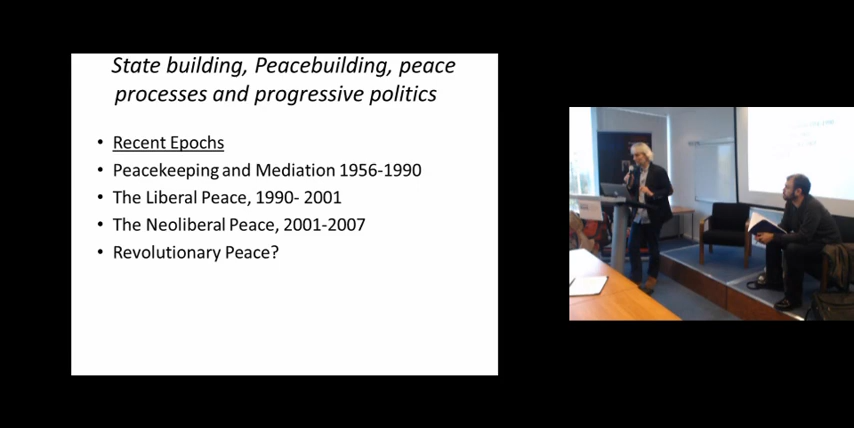 State building, Peacebuilding, peace
processes and progressive politics
• Recent Epochs
• Peacekeeping and Mediation 1956-1990
• The Liberal Peace, 1990- 2001
• The Neoliberal Peace, 2001-2007
• Revolutionary Peace?